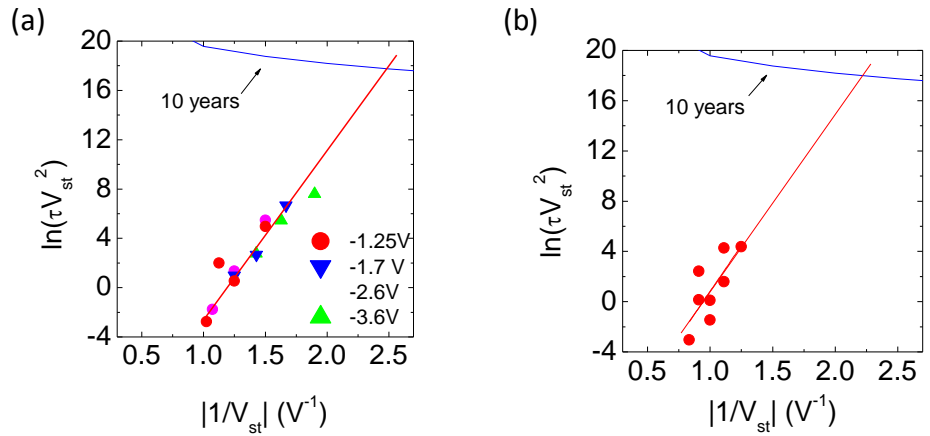 (a)
20
16
12
8
4
0
-4
ln(τV_st^2)
10 years
-1.25V
-1.7 V
-2.6V
-3.6V
0.5 1.0 1.5 2.0 2.5
|1/V_st| (V^-1)
(b)
20
16
12
8
4
0
-4
ln(τV_st^2)
10 years
0.5 1.0 1.5 2.0 2.5
|1/V_st| (V^-1)